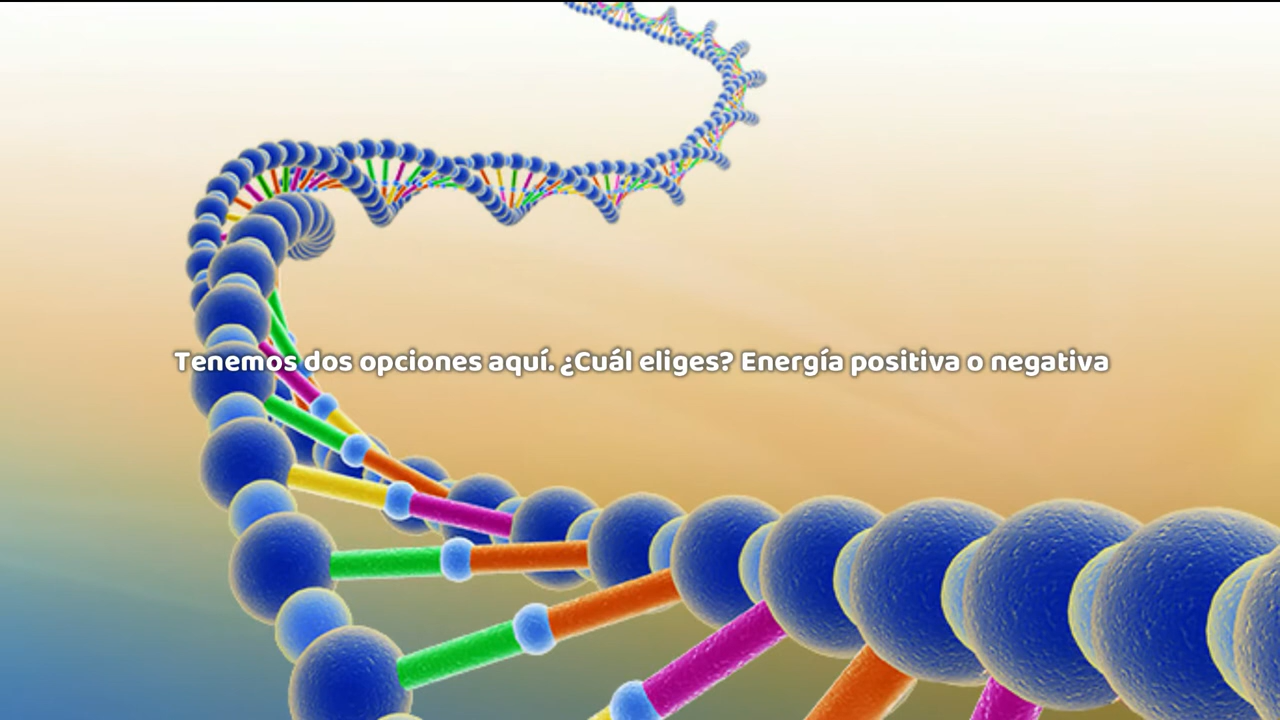 Tenemos dos opciones aquí. ¿Cuál eliges? Energía positiva o negativa